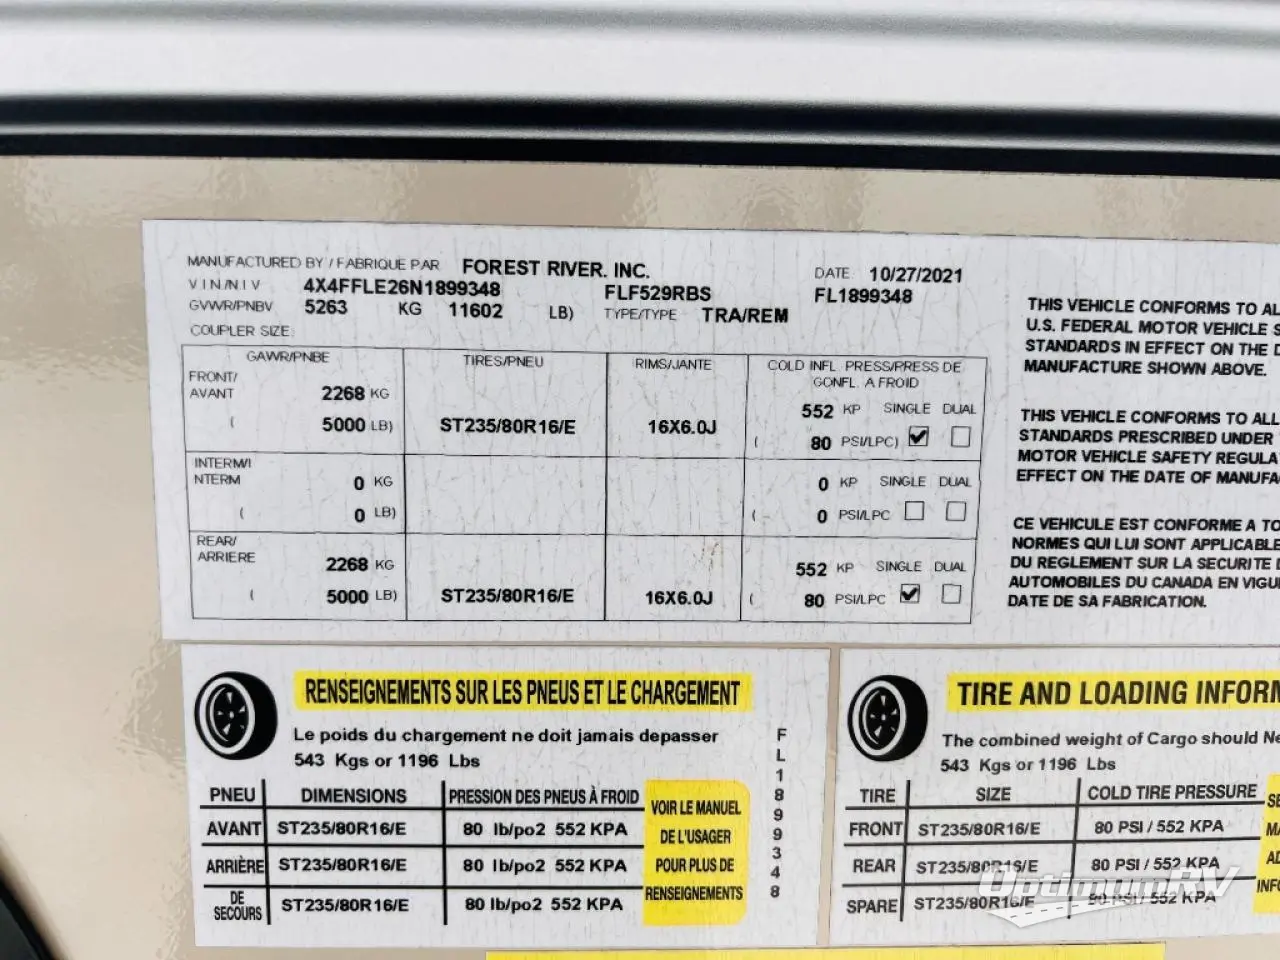 MANUFACTURED BY / FABRIQUE PAR FOREST RIVER. INC. DATE 10/27/2021
VIN/NIV 4X4FFLE26N1899348 FLF529RBS FL1899348
GVWR/PNBV 5263 KG 11602 LB) TYPE/TYPE TRA/REM
COUPLER SIZE:
GAWR/PNBE TIRES/PNEU RIMS/JANTE COLD INFL PRESS/PRESS DE
GONFL. A FROID
FRONT/
AVANT 2268 KG 552 KP SINGLE DUAL
( 5000 LB) ST235/80R16/E 16X6.0J ( 80 PSI/LPC)
INTERM/I
NTERM 0 KG 0 KP SINGLE DUAL
( 0 LB) ( 0 PSI/LPC
REAR/
ARRIERE 2268 KG 552 KP SINGLE DUAL
( 5000 LB) ST235/80R16/E 16X6.0J ( 80 PSI/LPC
THIS VEHICLE CONFORMS TO
U.S. FEDERAL MOTOR VEHICLE
STANDARDS IN EFFECT ON THE
MANUFACTURE SHOWN ABOVE.
THIS VEHICLE CONFORMS TO
STANDARDS PRESCRIBED UNDER
MOTOR VEHICLE SAFETY
EFFECT ON THE DATE OF
CE VEHICULE EST CONFORME A
NORMES QUI LUI SONT
DU REGLEMENT SUR LA SECURITE
AUTOMOBILES DU CANADA EN
DATE DE SA FABRICATION.
RENSEIGNEMENTS SUR LES PNEUS ET LE CHARGEMENT
Le poids du chargement ne doit jamais depasser
543 Kgs or 1196 Lbs
PNEU DIMENSIONS PRESSION DES PNEUS À FROID
AVANT ST235/80R16/E 80 lb/po2 552 KPA
ARRIÈRE ST235/80R16/E 80 lb/po2 552 KPA
DE
SECOURS ST235/80R16/E 80 lb/po2 552 KPA
VOIR LE MANUEL
DE L'USAGER
POUR PLUS DE
RENSEIGNEMENTS
FL1899348
TIRE AND LOADING
The combined weight of Cargo should
543 Kgs or 1196 Lbs
TIRE SIZE COLD TIRE PRESSURE
FRONT ST235/80R16/E 80 PSI / 552 KPA
REAR ST235/80R16/E 80 PSI / 552 KPA
SPARE ST235/80R16/E 80 PSI / 552 KPA
OptimumRV